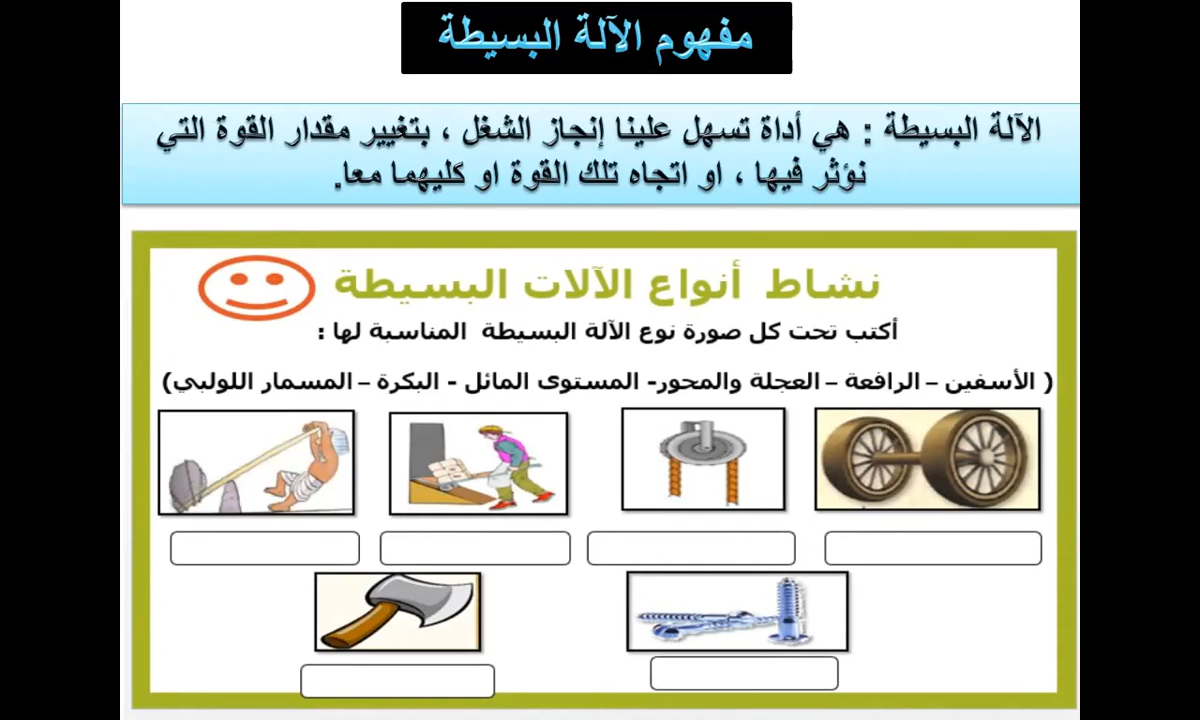 مفهوم الآلة البسيطة
الآلة البسيطة : هي أداة تسهل علينا إنجاز الشغل ، بتغيير مقدار القوة التي
نؤثر فيها ، او اتجاه تلك القوة او كليهما معا.
نشاط أنواع الآلات البسيطة
أكتب تحت كل صورة نوع الآلة البسيطة المناسبة لها :
( الأسفين – الرافعة – العجلة والمحور- المستوى المائل - البكرة – المسمار اللولبي)